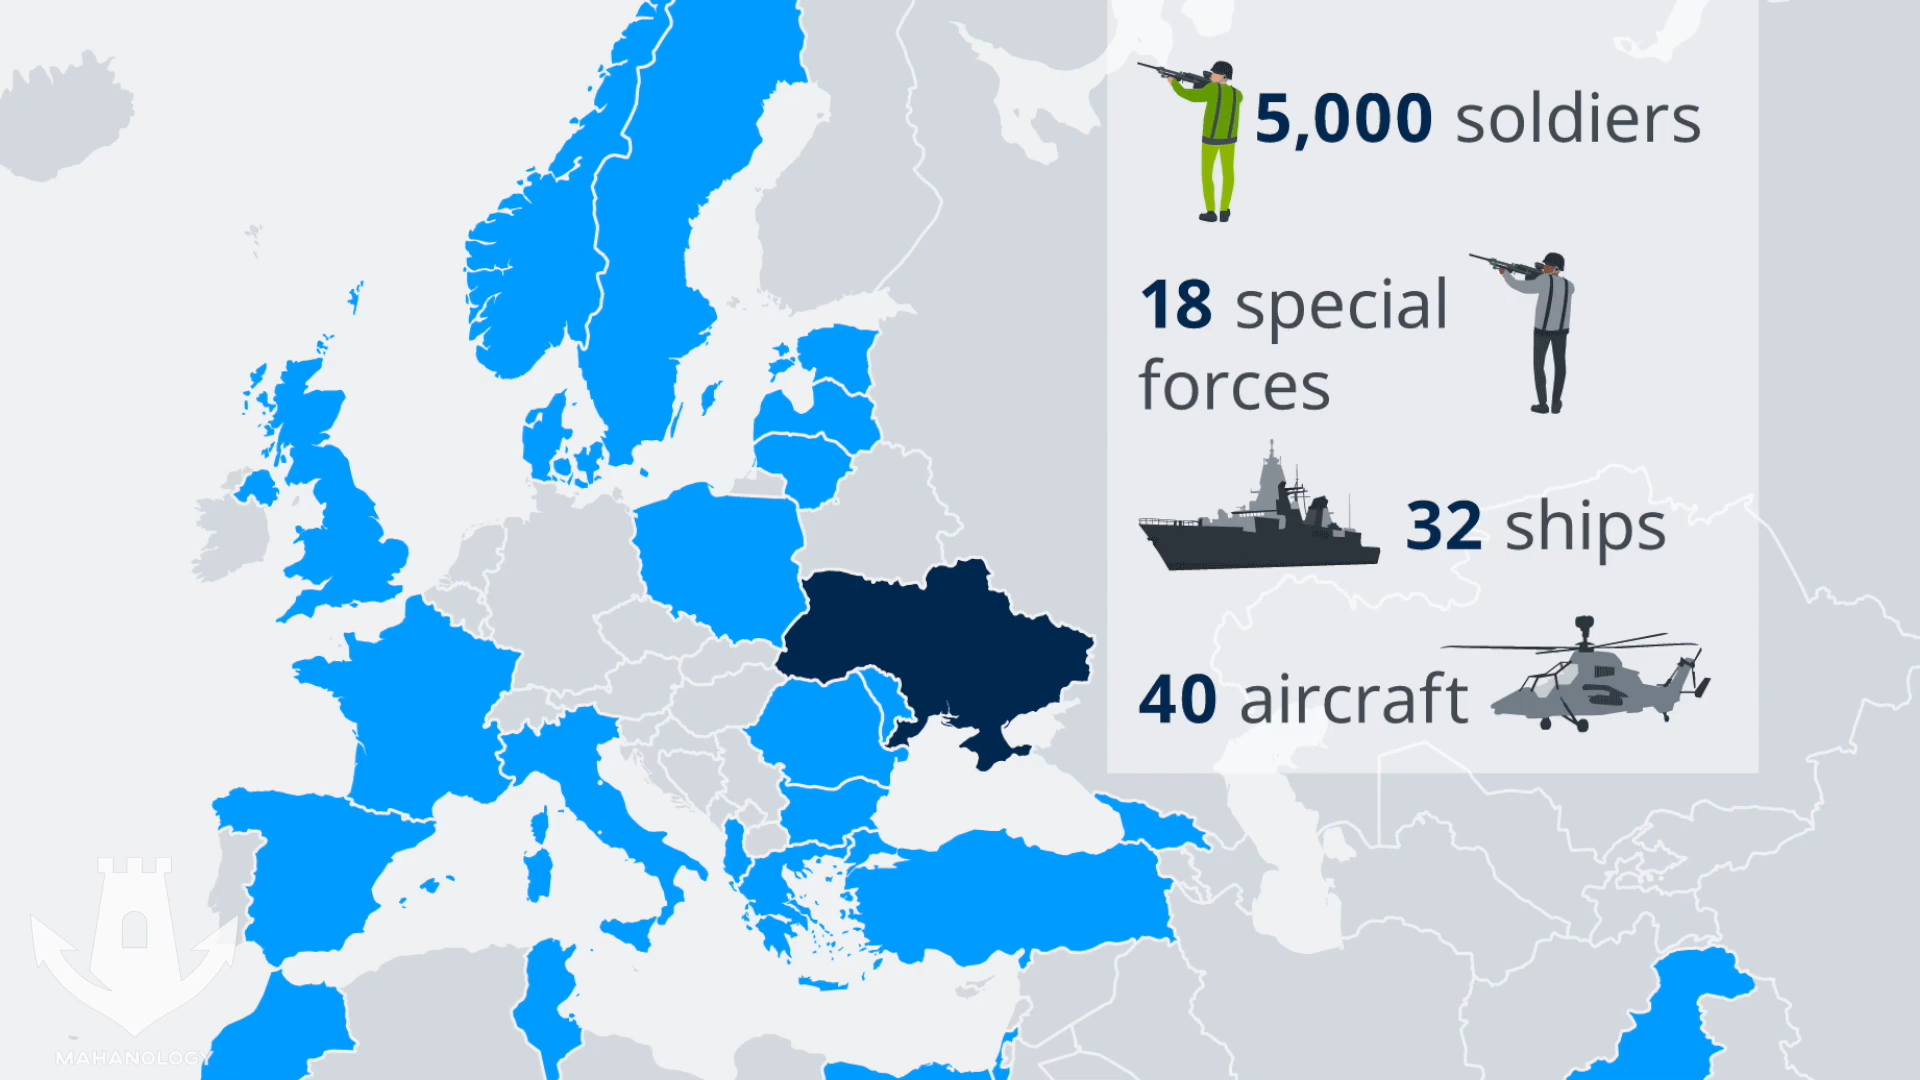 5,000 soldiers
18 special
forces
32 ships
40 aircraft
MAHANOLOGY